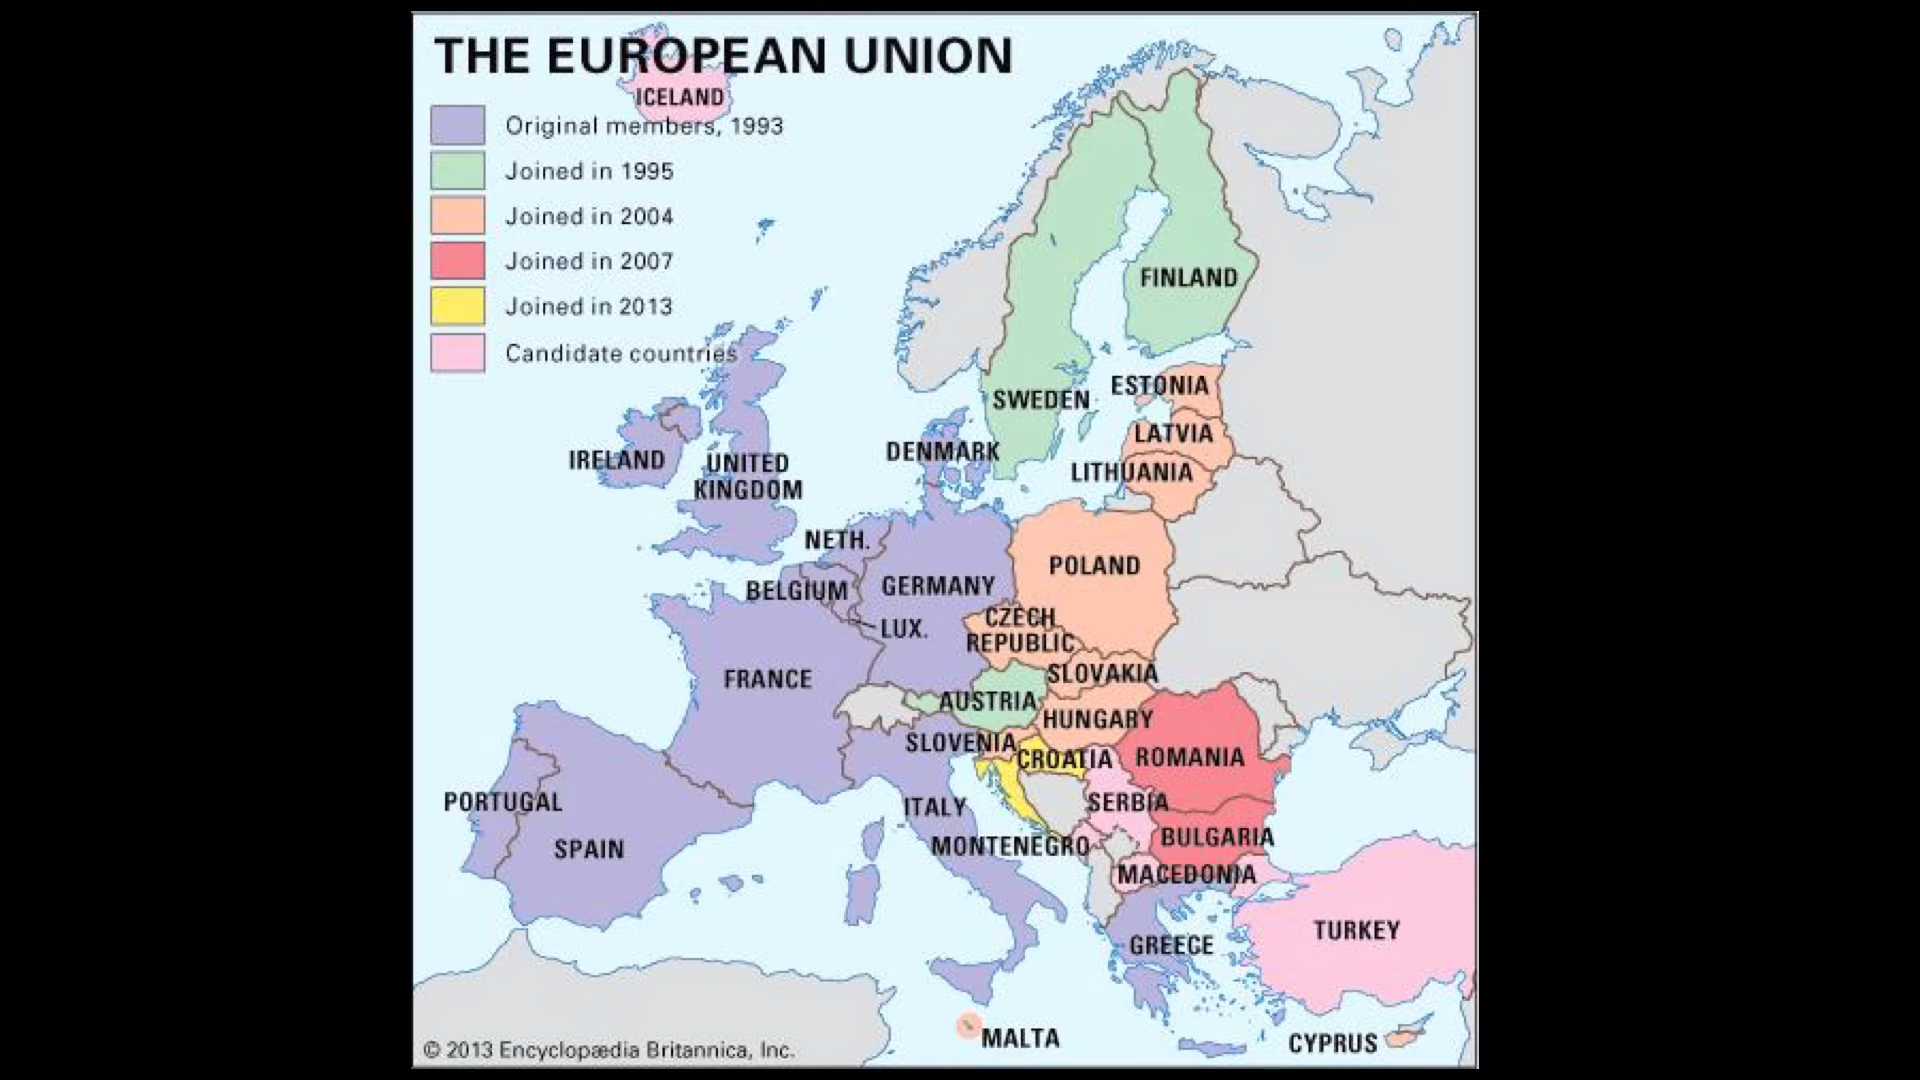 THE EUROPEAN UNION
ICELAND
Original members, 1993
Joined in 1995
Joined in 2004
Joined in 2007
Joined in 2013
Candidate countries
FINLAND
SWEDEN
ESTONIA
LATVIA
LITHUANIA
DENMARK
IRELAND
UNITED
KINGDOM
NETH.
BELGIUM
GERMANY
POLAND
LUX.
CZECH
REPUBLIC
SLOVAKIA
FRANCE
AUSTRIA
HUNGARY
SLOVENIA
CROATIA
ROMANIA
PORTUGAL
SPAIN
ITALY
SERBIA
MONTENEGRO
BULGARIA
MACEDONIA
TURKEY
GREECE
MALTA
CYPRUS
© 2013 Encyclopædia Britannica, Inc.